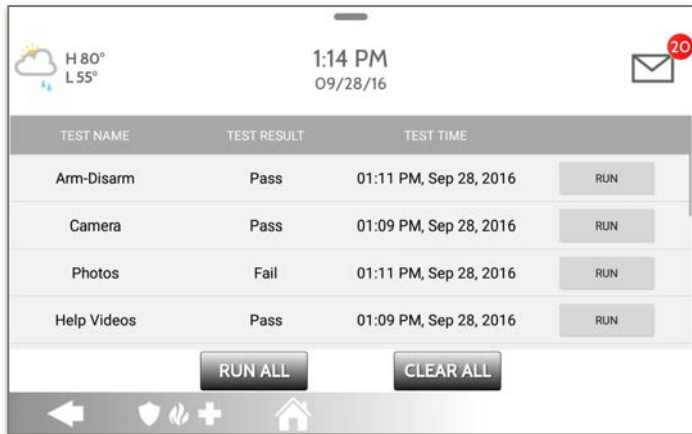 H 80°
L 55°
1:14 PM
09/28/16
20
TEST NAME TEST RESULT TEST TIME
Arm-Disarm Pass 01:11 PM, Sep 28, 2016 RUN
Camera Pass 01:09 PM, Sep 28, 2016 RUN
Photos Fail 01:11 PM, Sep 28, 2016 RUN
Help Videos Pass 01:09 PM, Sep 28, 2016 RUN
RUN ALL CLEAR ALL